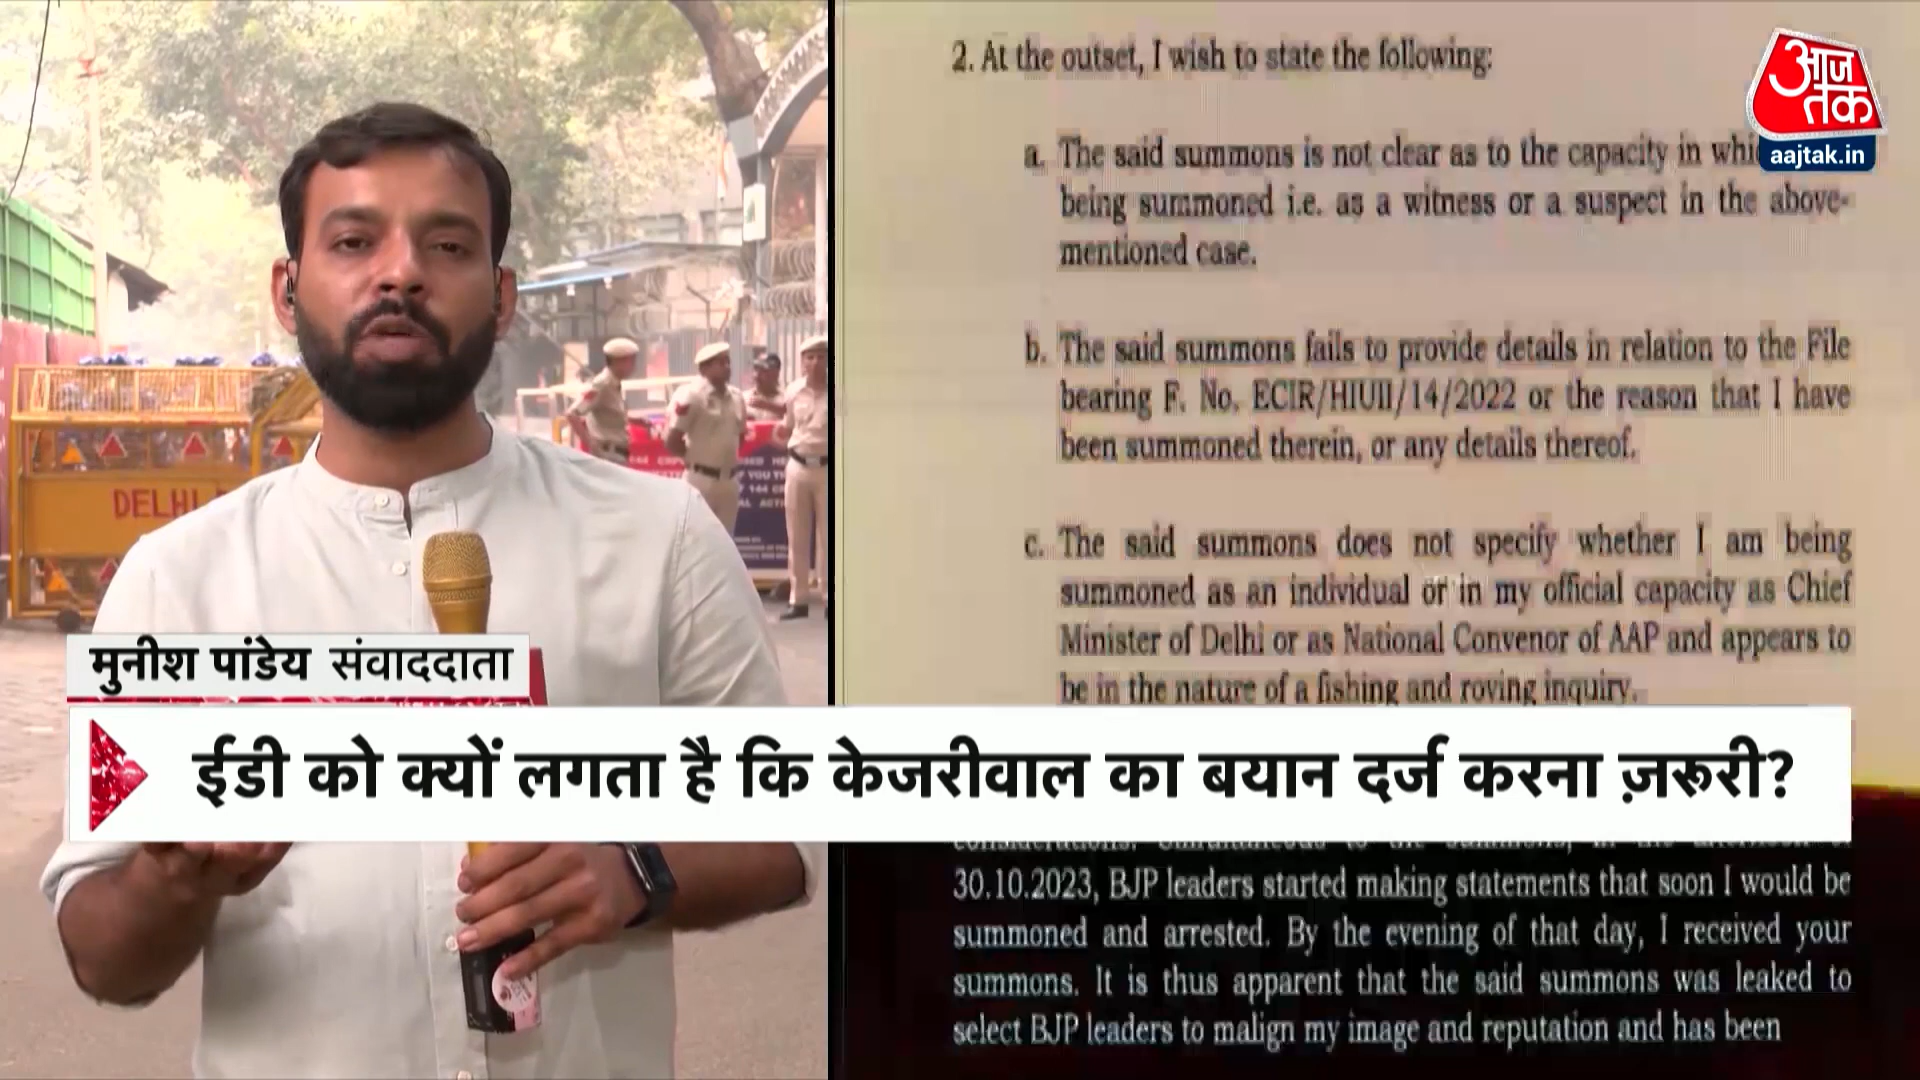 2. At the outset, I wish to state the following:
आज
तक
aajtak.in
a. The said summons is not clear as to the capacity in
being summoned i.e. as a witness or a suspect in the above-
mentioned case.
b. The said summons fails to provide details in relation to the File
bearing F. No. ECIR/HIUII/14/2022 or the reason that I have
been summoned therein, or any details thereof.
c. The said summons does not specify whether I am being
summoned as an individual or in my official capacity as Chief
Minister of Delhi or as National Convenor of AAP and appears to
be in the nature of a fishing and roving inquiry.
DELHI
मुनीश पांडेय संवाददाता
ईडी को क्यों लगता है कि केजरीवाल का बयान दर्ज करना ज़रूरी?
30.10.2023, BJP leaders started making statements that soon I would be
summoned and arrested. By the evening of that day, I received your
summons. It is thus apparent that the said summons was leaked to
select BJP leaders to malign my image and reputation and has been